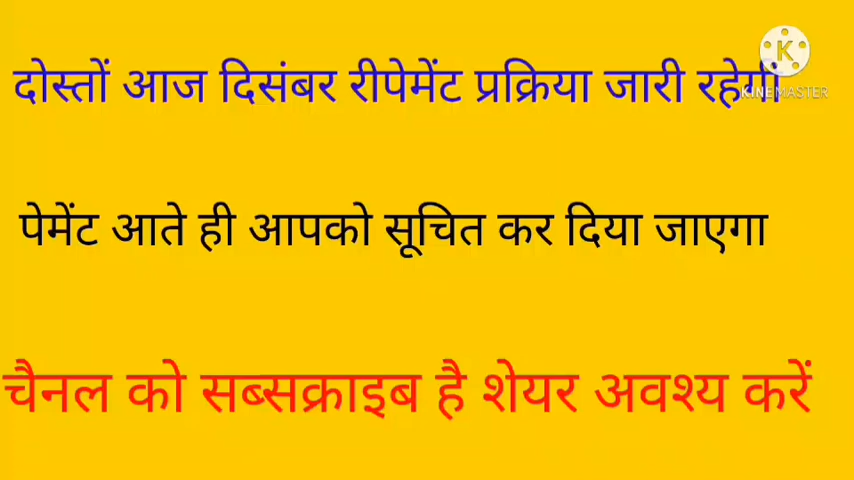 दोस्तों आज दिसंबर रीपेमेंट प्रक्रिया जारी रहेगी
KINEMASTER
पेमेंट आते ही आपको सूचित कर दिया जाएगा
चैनल को सब्सक्राइब है शेयर अवश्य करें